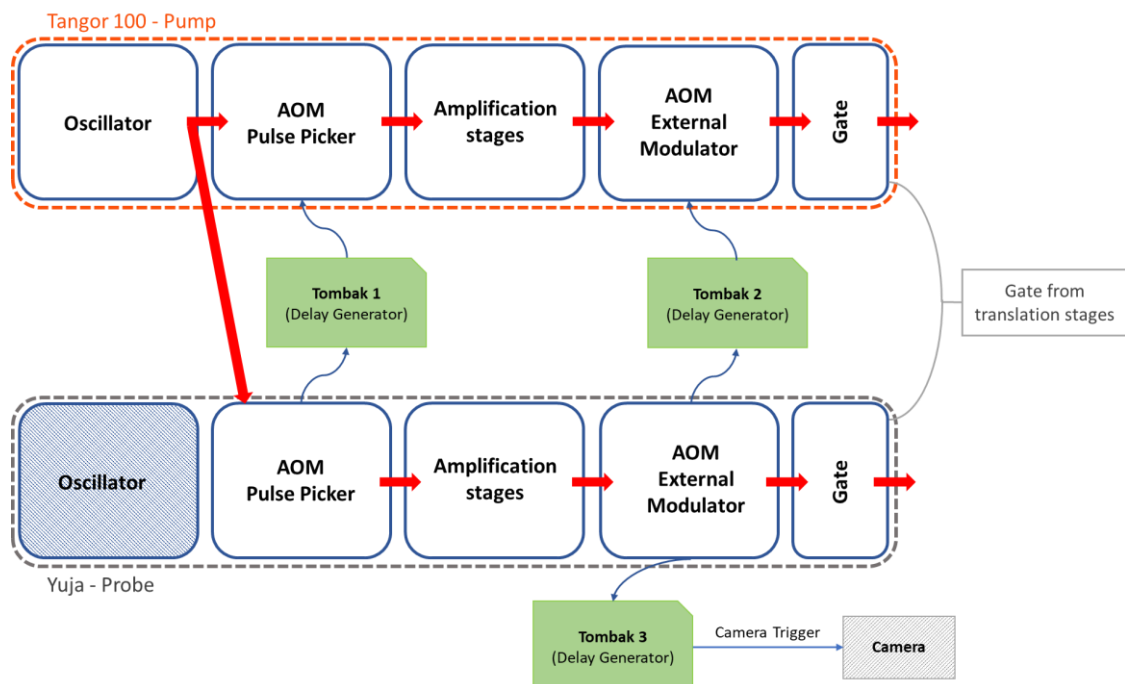 Tangor 100 - Pump
Oscillator
AOM
Pulse Picker
Amplification
stages
AOM
External
Modulator
Gate
Tombak 1
(Delay Generator)
Tombak 2
(Delay Generator)
Gate from
translation stages
Oscillator
AOM
Pulse Picker
Amplification
stages
AOM
External
Modulator
Gate
Yuja - Probe
Tombak 3
(Delay Generator)
Camera Trigger
Camera